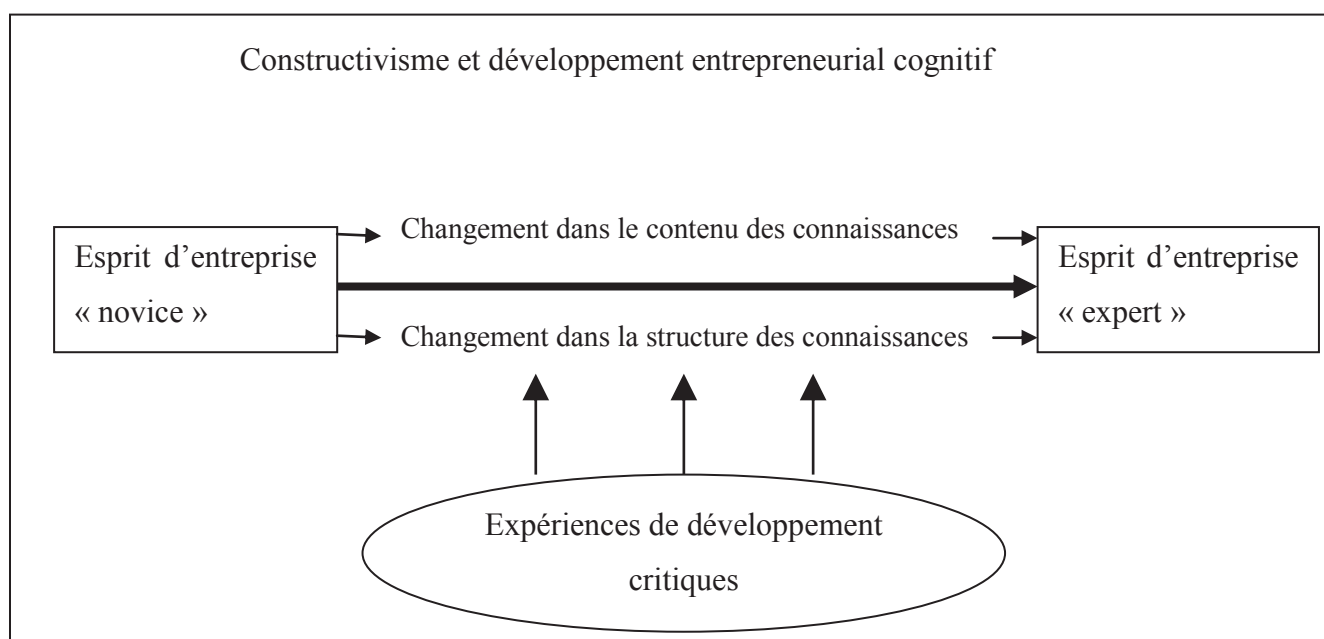 Constructivisme et développement entrepreneurial cognitif
Changement dans le contenu des connaissances
Esprit d’entreprise
« novice »
Esprit d’entreprise
« expert »
Changement dans la structure des connaissances
Expériences de développement
critiques